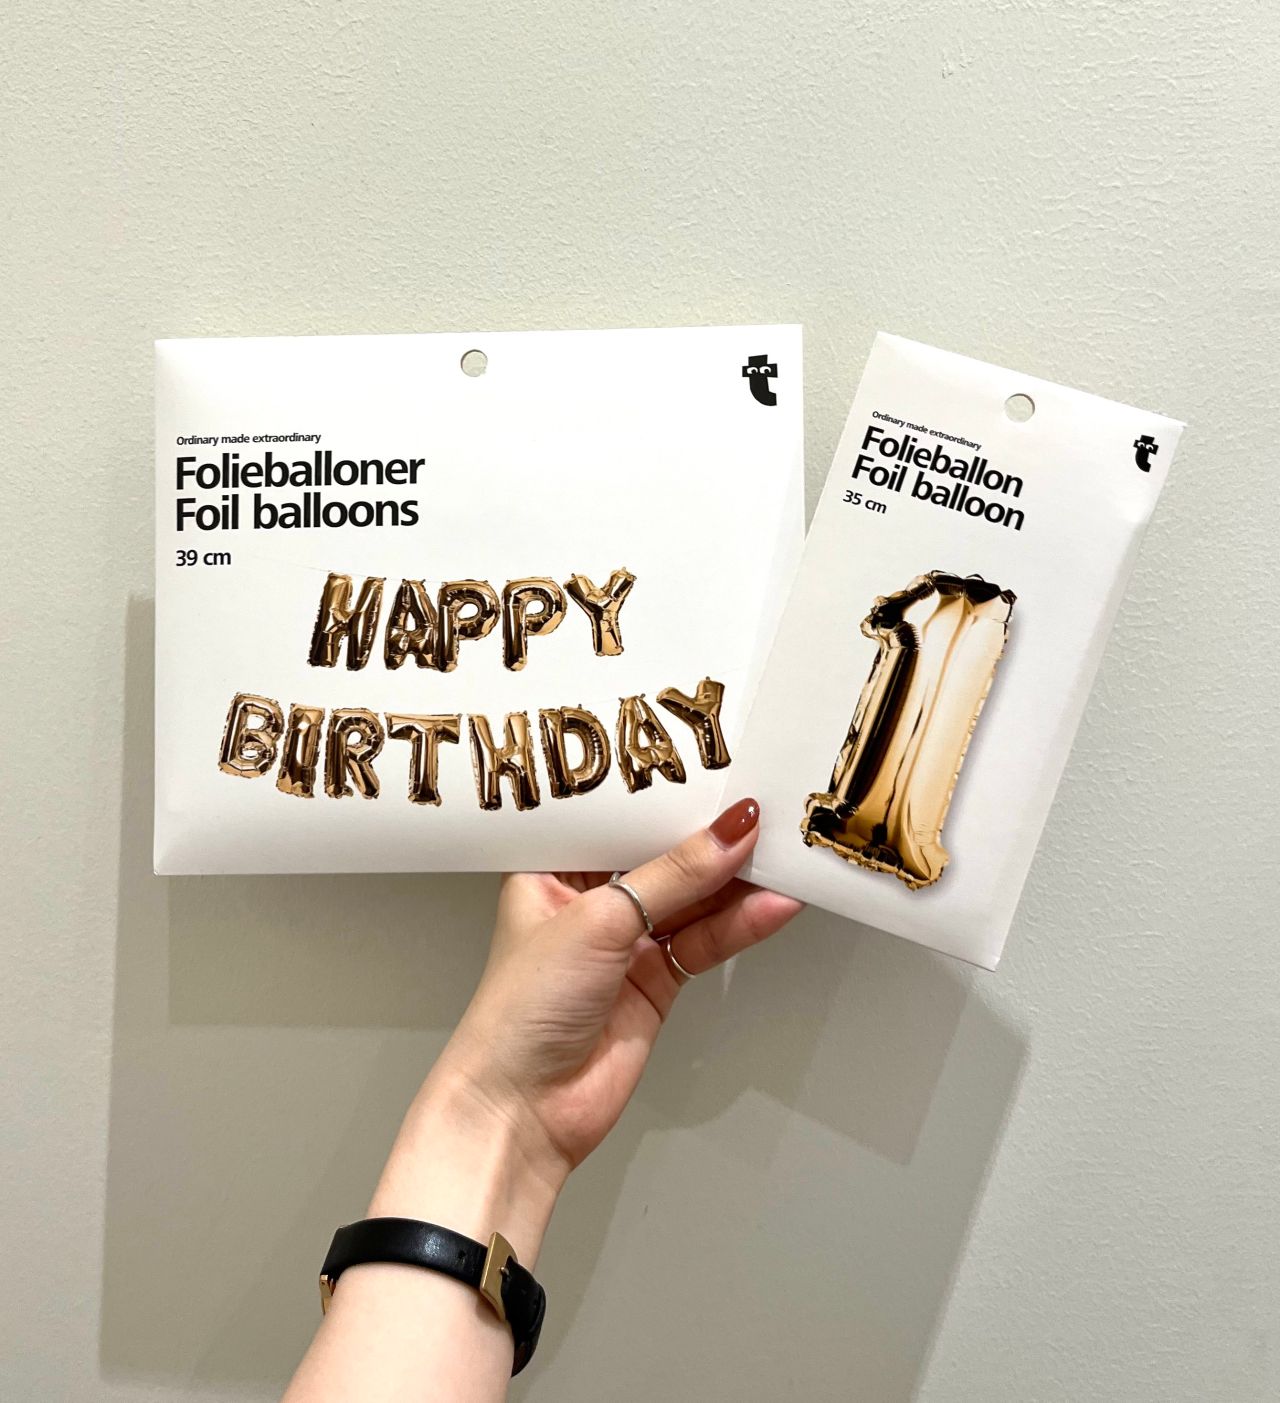 Ordinary made extraordinary
Folieballoner
Foil balloons
39 cm
HAPPY
BIRTHDAY
t
Ordinary made extraordinary
Folieballon
Foil balloon
35 cm
1
t